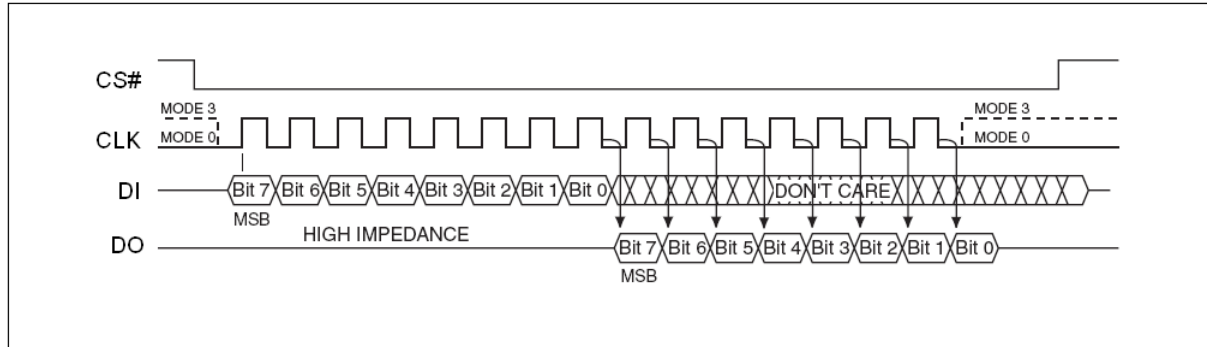 CS#
MODE 3 MODE 3
CLK MODE 0 MODE 0
DI Bit 7 Bit 6 Bit 5 Bit 4 Bit 3 Bit 2 Bit 1 Bit 0 DON'T CARE
MSB
HIGH IMPEDANCE
DO Bit 7 Bit 6 Bit 5 Bit 4 Bit 3 Bit 2 Bit 1 Bit 0
MSB